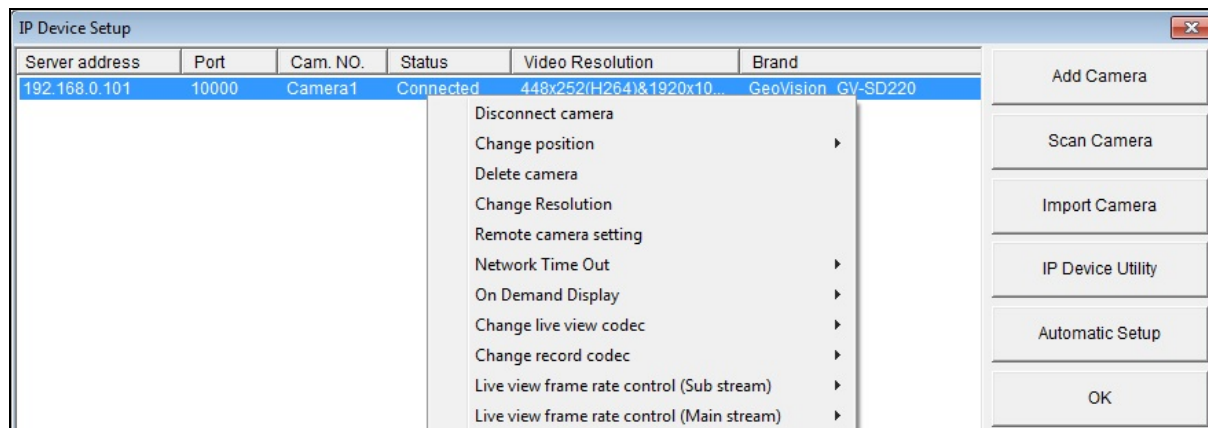 IP Device Setup
Server address Port Cam. NO. Status Video Resolution Brand
192.168.0.101 10000 Camera1 Connected 448x252(H264)&1920x10... GeoVision_GV-SD220
Disconnect camera
Change position
Delete camera
Change Resolution
Remote camera setting
Network Time Out
On Demand Display
Change live view codec
Change record codec
Live view frame rate control (Sub stream)
Live view frame rate control (Main stream)
Add Camera
Scan Camera
Import Camera
IP Device Utility
Automatic Setup
OK